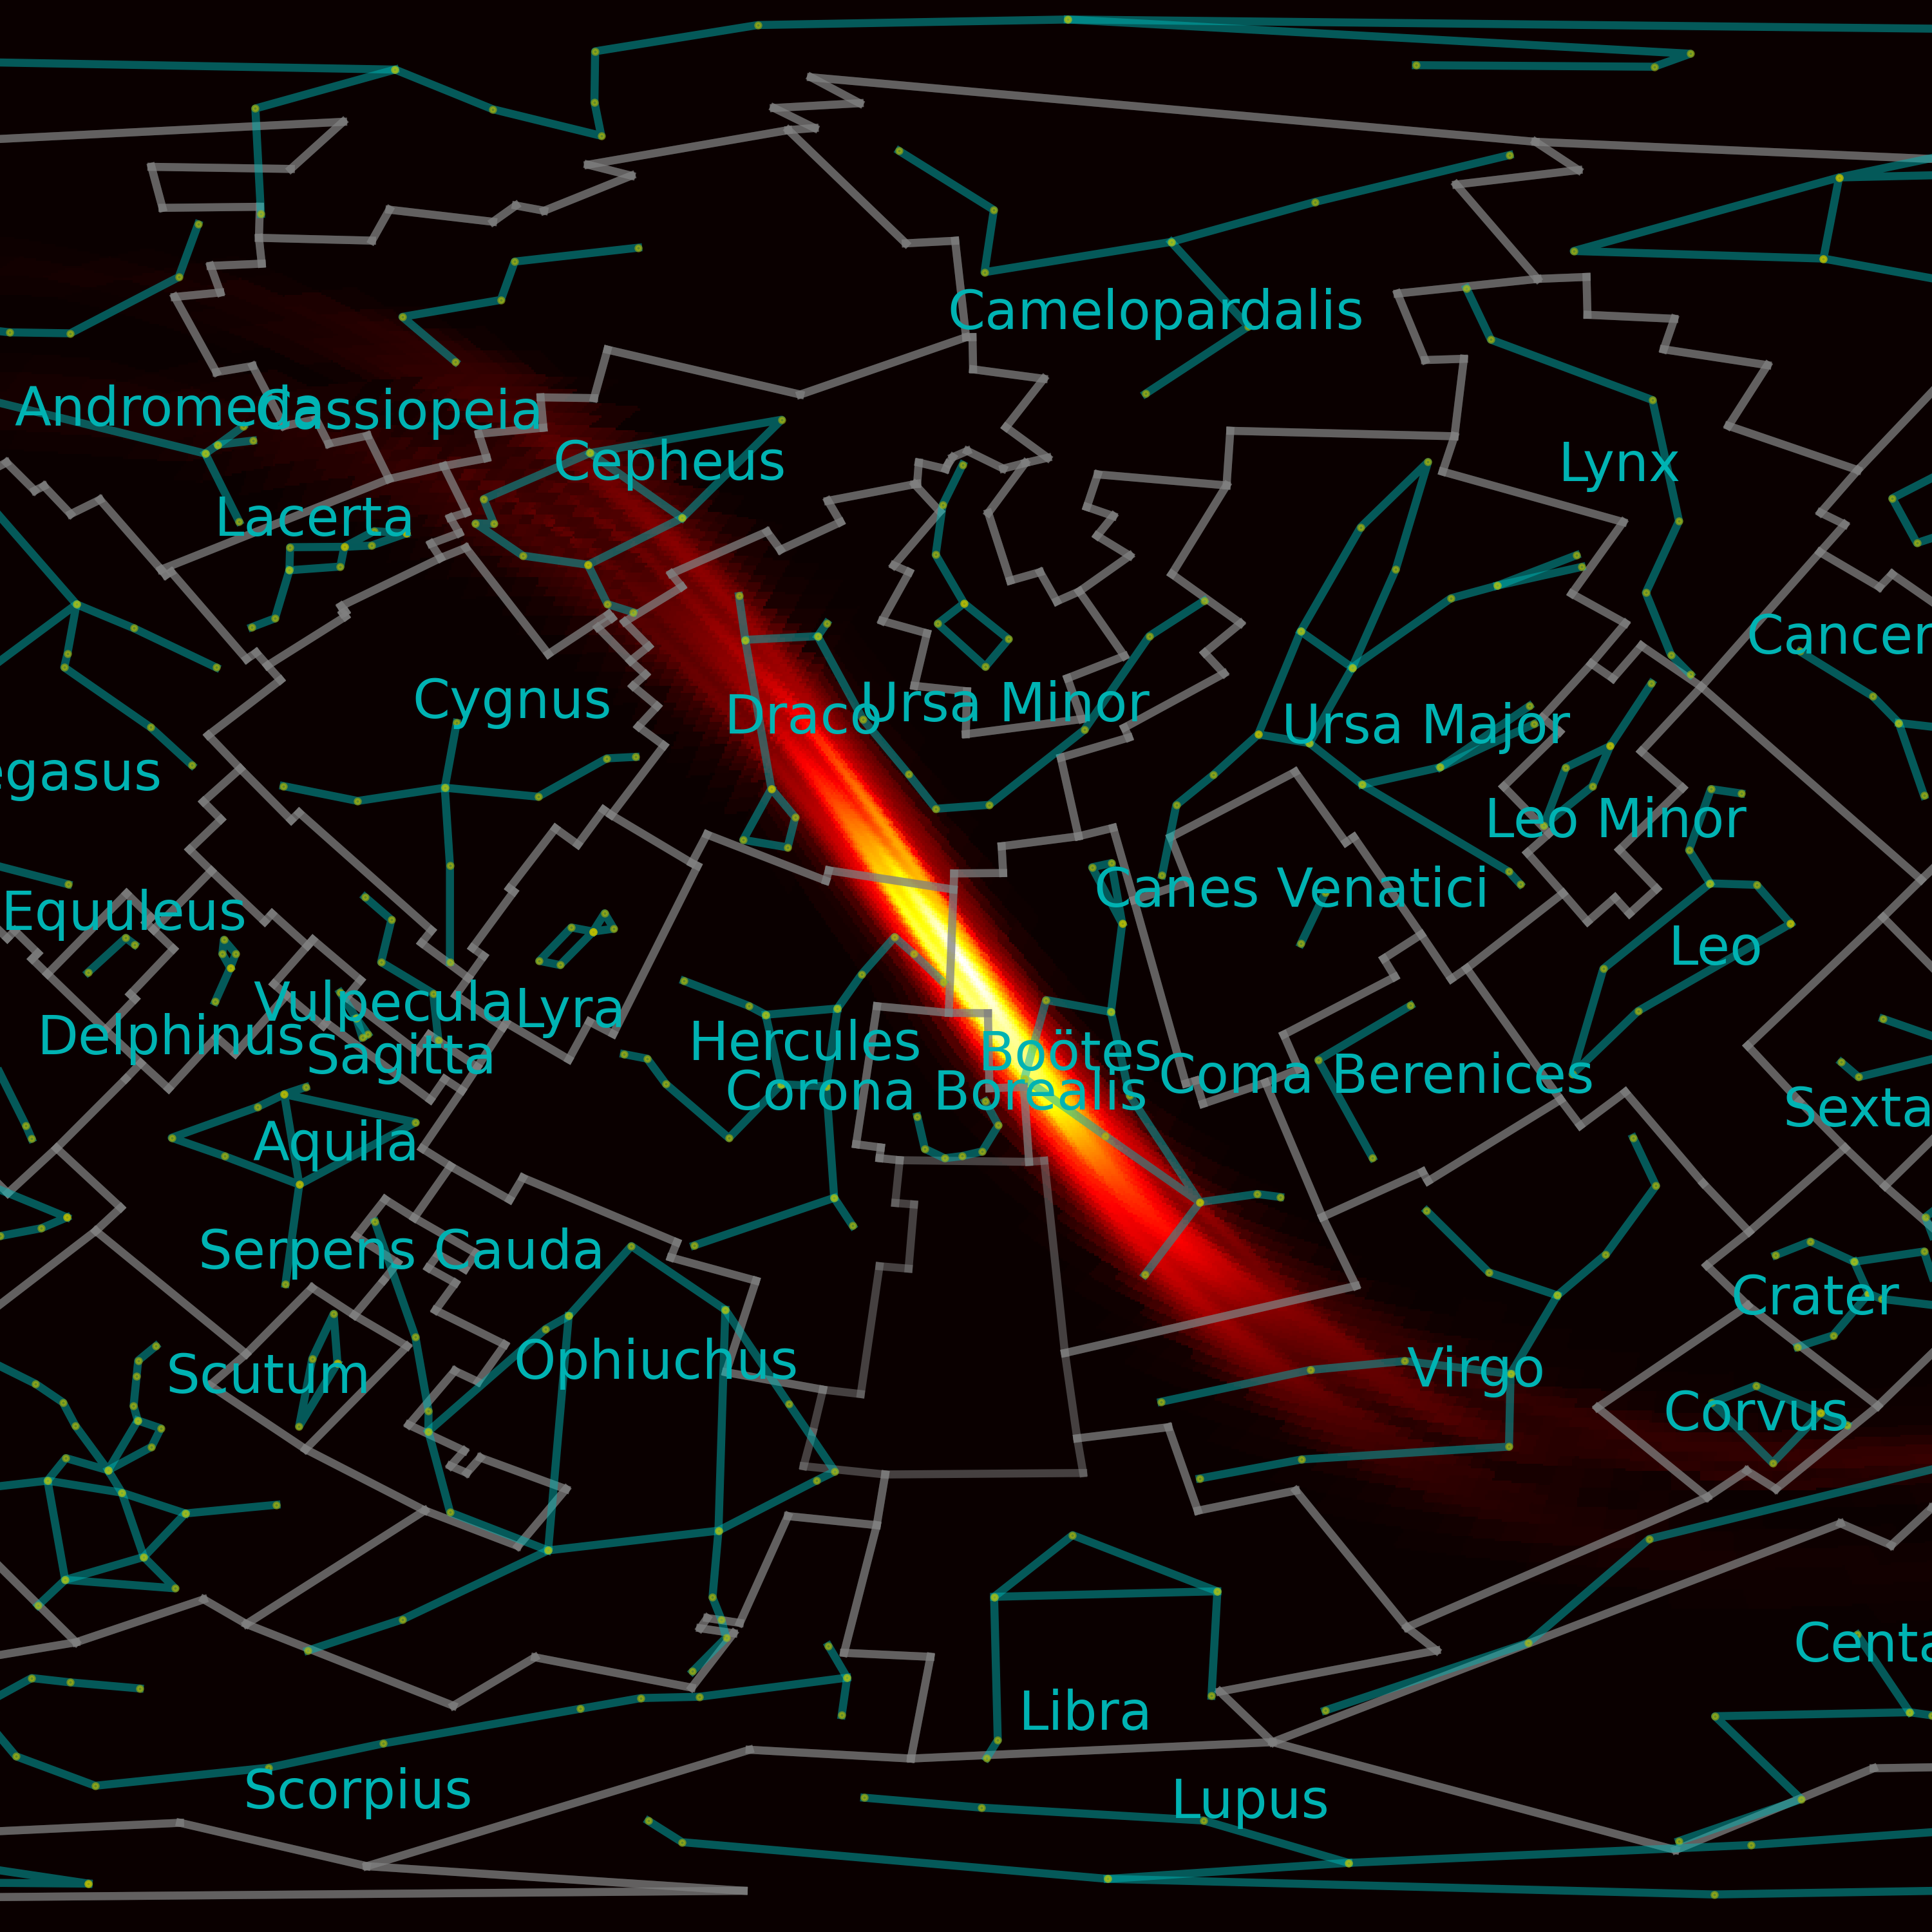 Camelopardalis
Andromeda
Cassiopeia
Cepheus
Lynx
Lacerta
Cancer
Cygnus
Draco
Ursa Minor
Ursa Major
egasus
Leo Minor
Canes Venatici
Equuleus
Leo
Vulpecula
Lyra
Delphinus
Sagitta
Hercules
Boötes
Corona Borealis
Coma Berenices
Sexta
Aquila
Serpens Cauda
Crater
Scutum
Ophiuchus
Virgo
Corvus
Centa
Libra
Scorpius
Lupus